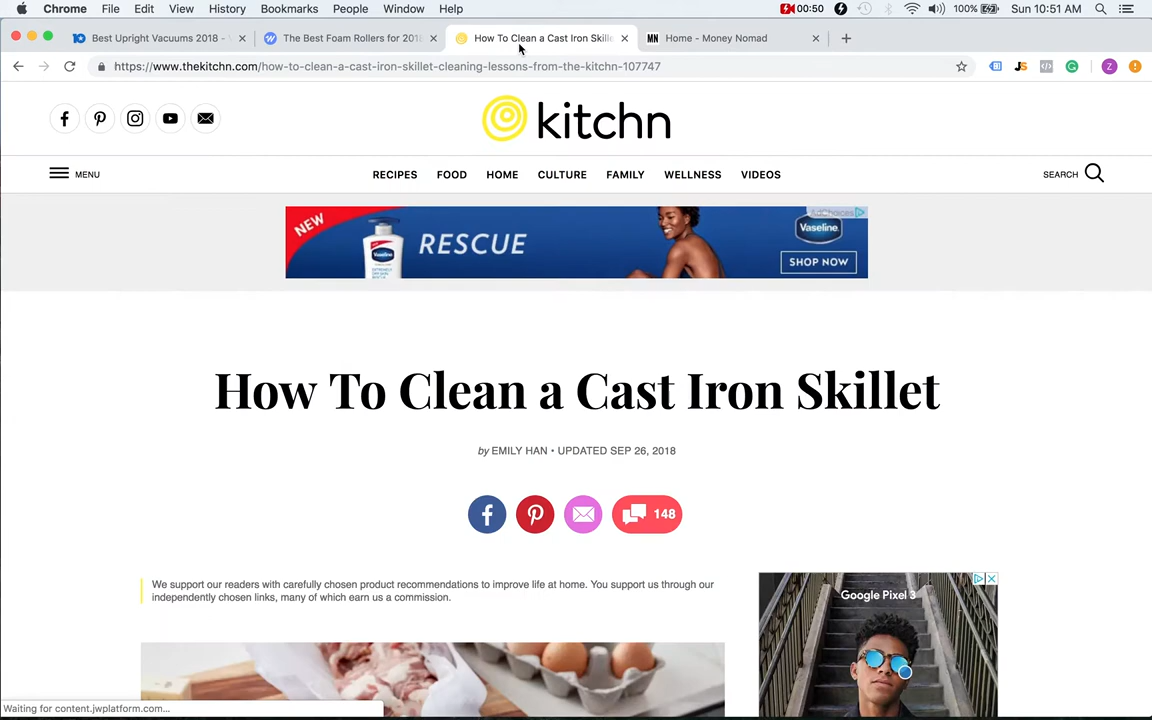 Chrome File Edit View History Bookmarks People Window Help 00:50 100% Sun 10:51 AM
Best Upright Vacuums 2018 - The Best Foam Rollers for 201 How To Clean a Cast Iron Skille MN Home - Money Nomad
https://www.thekitchn.com/how-to-clean-a-cast-iron-skillet-cleaning-lessons-from-the-kitchn-107747 JS Z
kitchn
MENU RECIPES FOOD HOME CULTURE FAMILY WELLNESS VIDEOS SEARCH
NEW Vaseline RESCUE AdChoices Vaseline
SHOP NOW
How To Clean a Cast Iron Skillet
by EMILY HAN • UPDATED SEP 26, 2018
148
We support our readers with carefully chosen product recommendations to improve life at home. You support us through our
independently chosen links, many of which earn us a commission.
Google Pixel 3
Waiting for content.jwplatform.com...